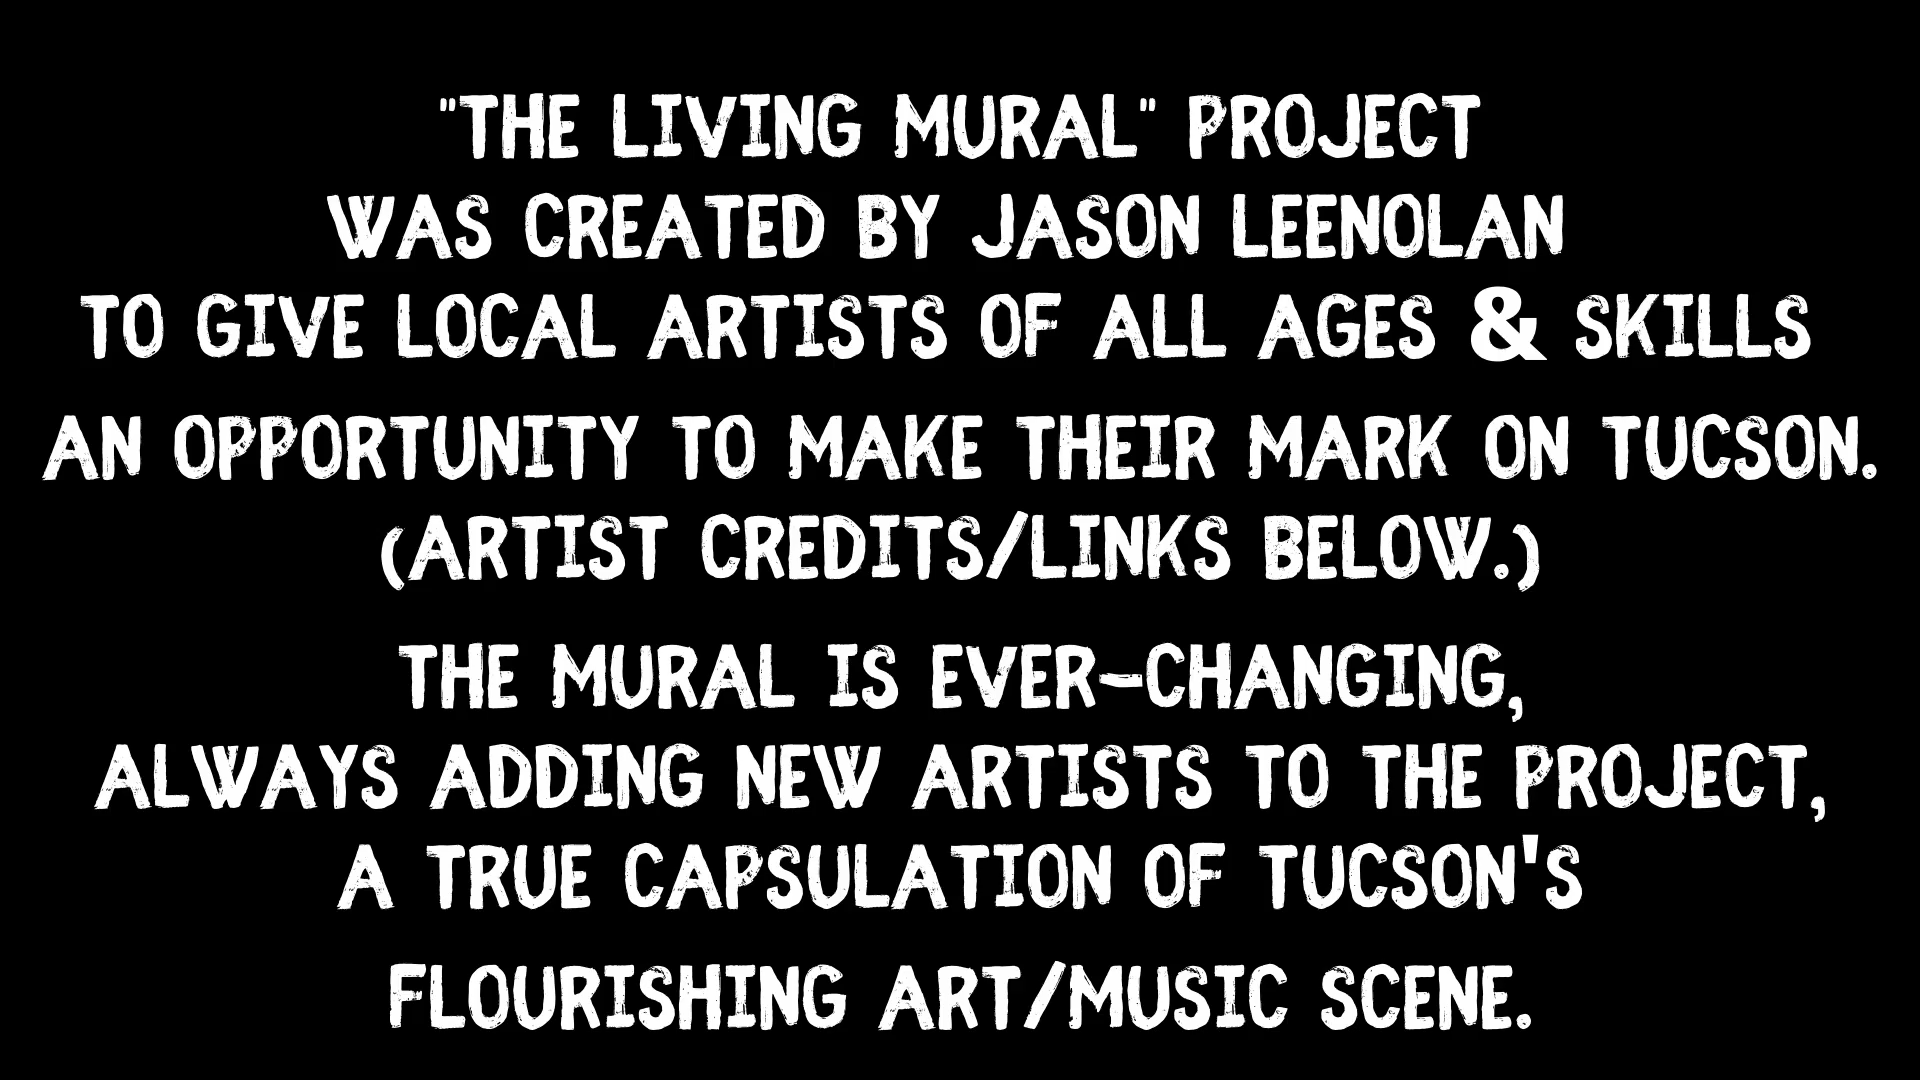 "THE LIVING MURAL" PROJECT
WAS CREATED BY JASON LEENOLAN
TO GIVE LOCAL ARTISTS OF ALL AGES & SKILLS
AN OPPORTUNITY TO MAKE THEIR MARK ON TUCSON.
(ARTIST CREDITS/LINKS BELOW.)
THE MURAL IS EVER-CHANGING,
ALWAYS ADDING NEW ARTISTS TO THE PROJECT,
A TRUE CAPSULATION OF TUCSON'S
FLOURISHING ART/MUSIC SCENE.